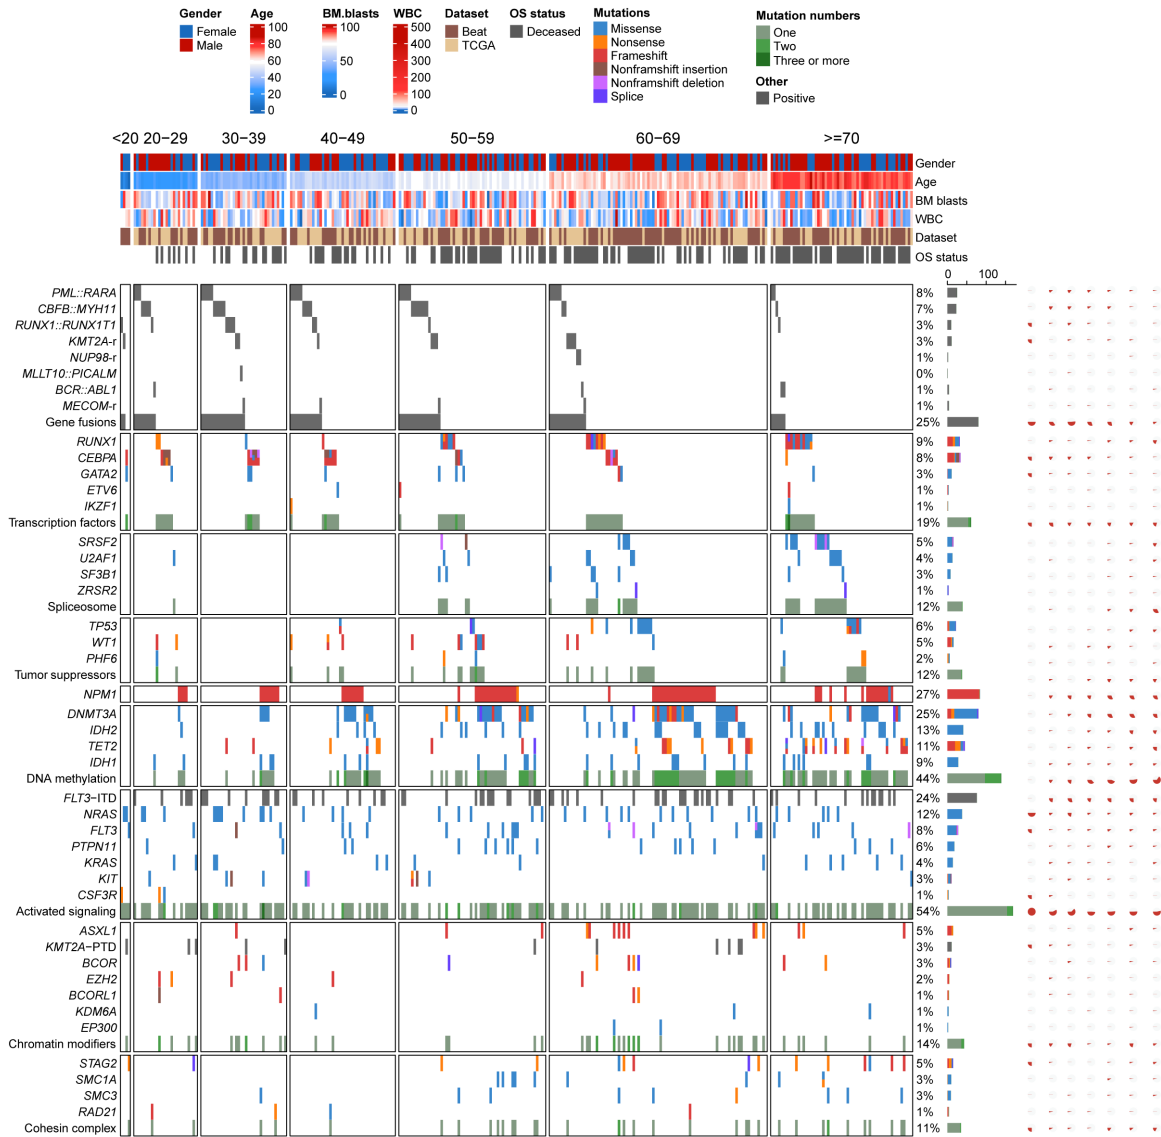 Gender
Female
Male
Age
100
80
60
40
20
0
BM.blasts
100
50
0
WBC
500
400
300
200
100
0
Dataset
Beat
TCGA
OS status
Deceased
Mutations
Missense
Nonsense
Frameshift
Nonframshift insertion
Nonframshift deletion
Splice
Mutation numbers
One
Two
Three or more
Other
Positive
<20 20−29 30−39 40−49 50−59 60−69 >=70
Gender
Age
BM blasts
WBC
Dataset
OS status
0 100
PML::RARA 8%
CBFB::MYH11 7%
RUNX1::RUNX1T1 3%
KMT2A-r 3%
NUP98-r 1%
MLLT10::PICALM 0%
BCR::ABL1 1%
MECOM-r 1%
Gene fusions 25%
RUNX1 9%
CEBPA 8%
GATA2 3%
ETV6 1%
IKZF1 1%
Transcription factors 19%
SRSF2 5%
U2AF1 4%
SF3B1 3%
ZRSR2 1%
Spliceosome 12%
TP53 6%
WT1 5%
PHF6 2%
Tumor suppressors 12%
NPM1 27%
DNMT3A 25%
IDH2 13%
TET2 11%
IDH1 9%
DNA methylation 44%
FLT3−ITD 24%
NRAS 12%
FLT3 8%
PTPN11 6%
KRAS 4%
KIT 3%
CSF3R 1%
Activated signaling 54%
ASXL1 5%
KMT2A−PTD 3%
BCOR 3%
EZH2 2%
BCORL1 1%
KDM6A 1%
EP300 1%
Chromatin modifiers 14%
STAG2 5%
SMC1A 3%
SMC3 3%
RAD21 1%
Cohesin complex 11%